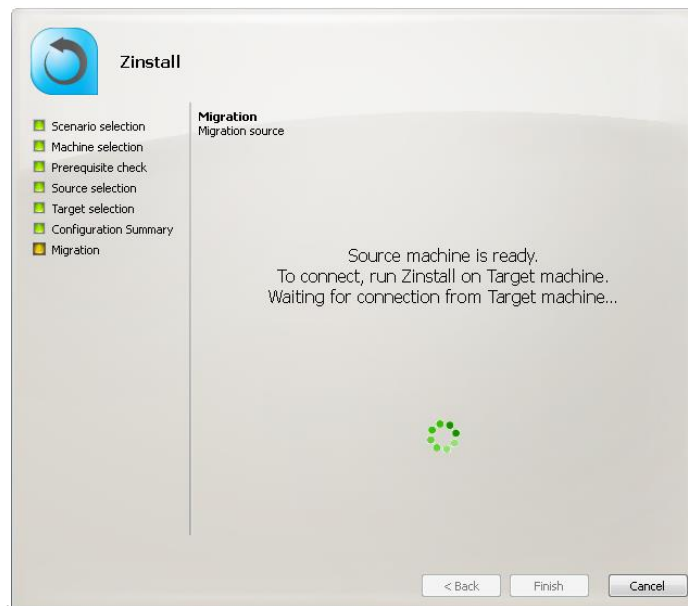 Zinstall
Scenario selection
Machine selection
Prerequisite check
Source selection
Target selection
Configuration Summary
Migration
Migration
Migration source
Source machine is ready.
To connect, run Zinstall on Target machine.
Waiting for connection from Target machine...
< Back
Finish
Cancel